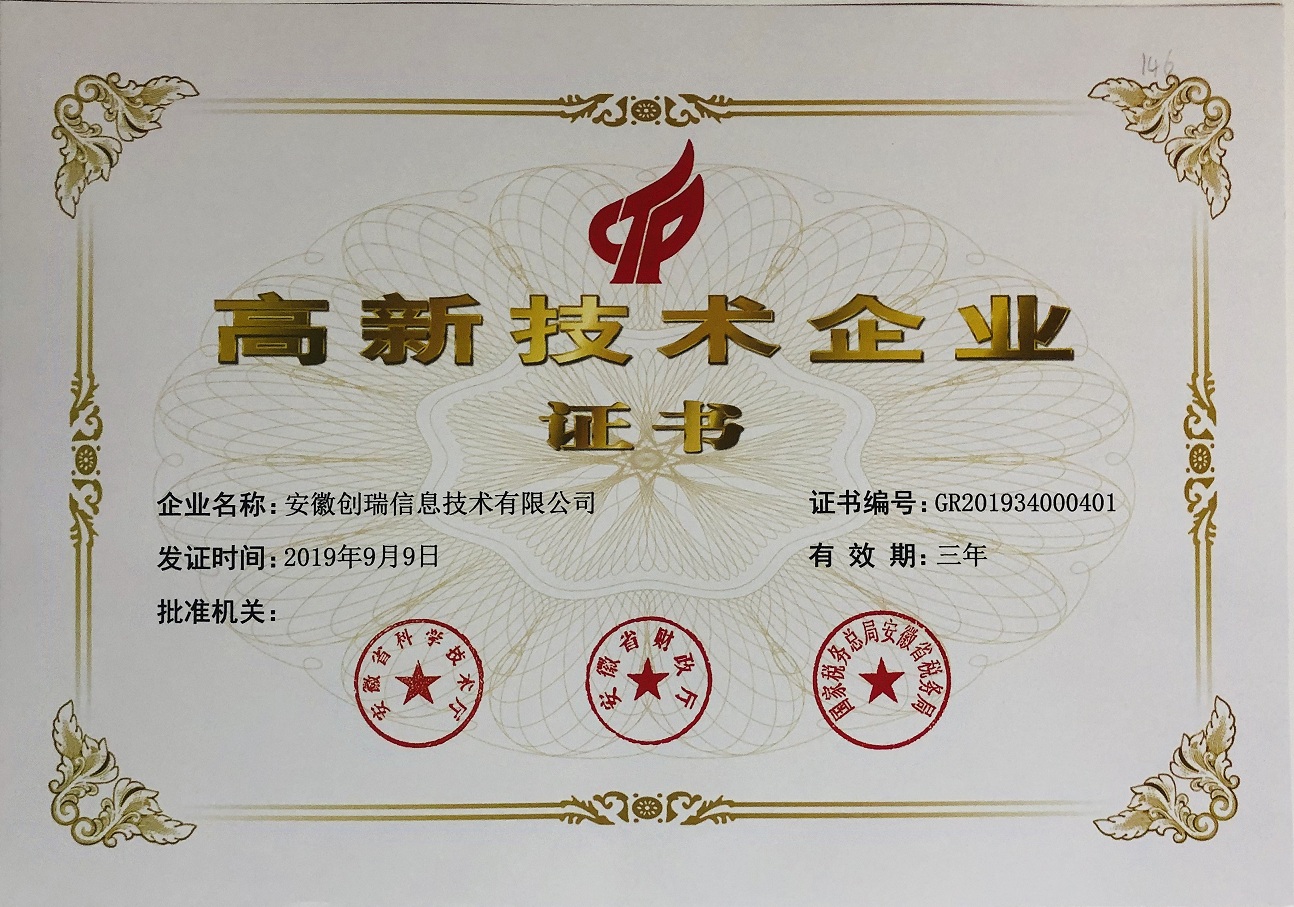 146
高新技术企业
证书
企业名称：安徽创瑞信息技术有限公司
证书编号：GR201934000401
发证时间：2019年9月9日
有效期：三年
批准机关：
安徽省科学技术厅
安徽省财政厅
国家税务总局安徽省税务局